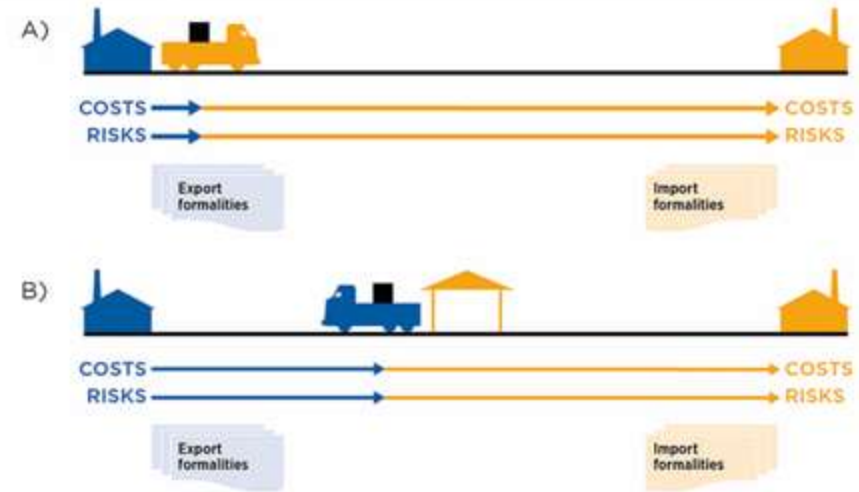 A)
COSTS COSTS
RISKS RISKS
Export
formalities
Import
formalities
B)
COSTS COSTS
RISKS RISKS
Export
formalities
Import
formalities